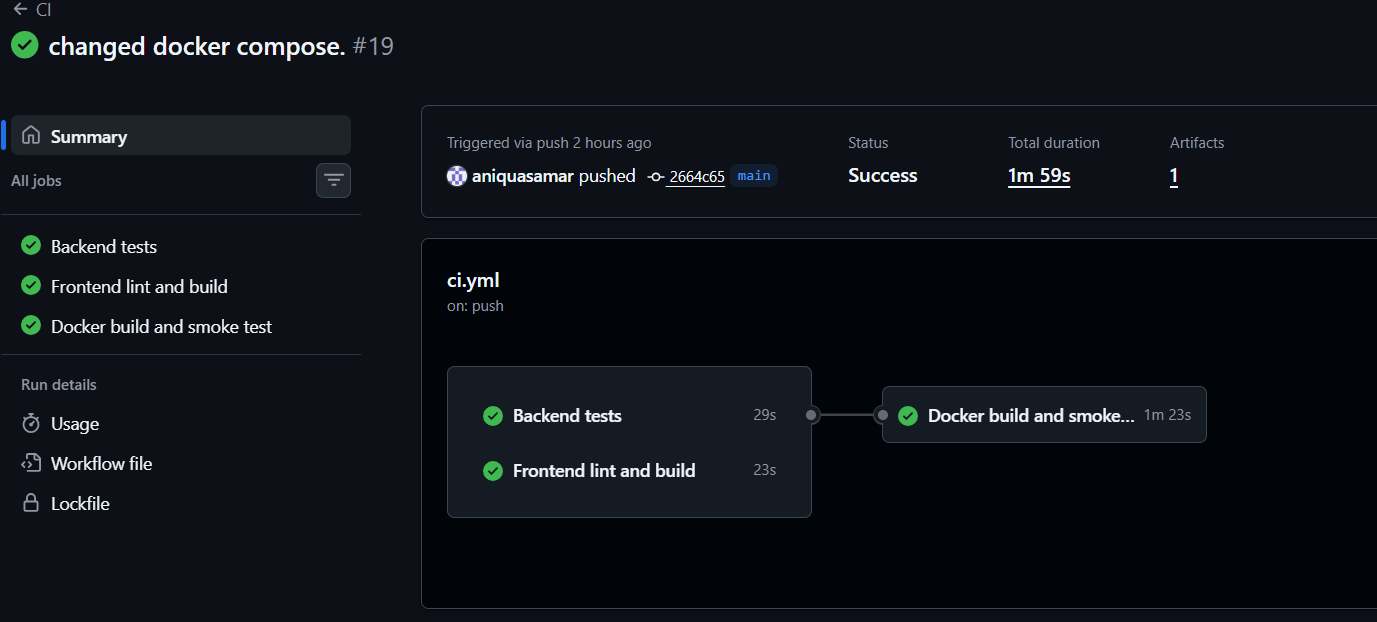 CI
changed docker compose. #19
Summary
All jobs
Backend tests
Frontend lint and build
Docker build and smoke test
Run details
Usage
Workflow file
Lockfile
Triggered via push 2 hours ago
aniquasamar pushed 2664c65 main
Status
Success
Total duration
1m 59s
Artifacts
1
ci.yml
on: push
Backend tests 29s
Frontend lint and build 23s
Docker build and smoke... 1m 23s